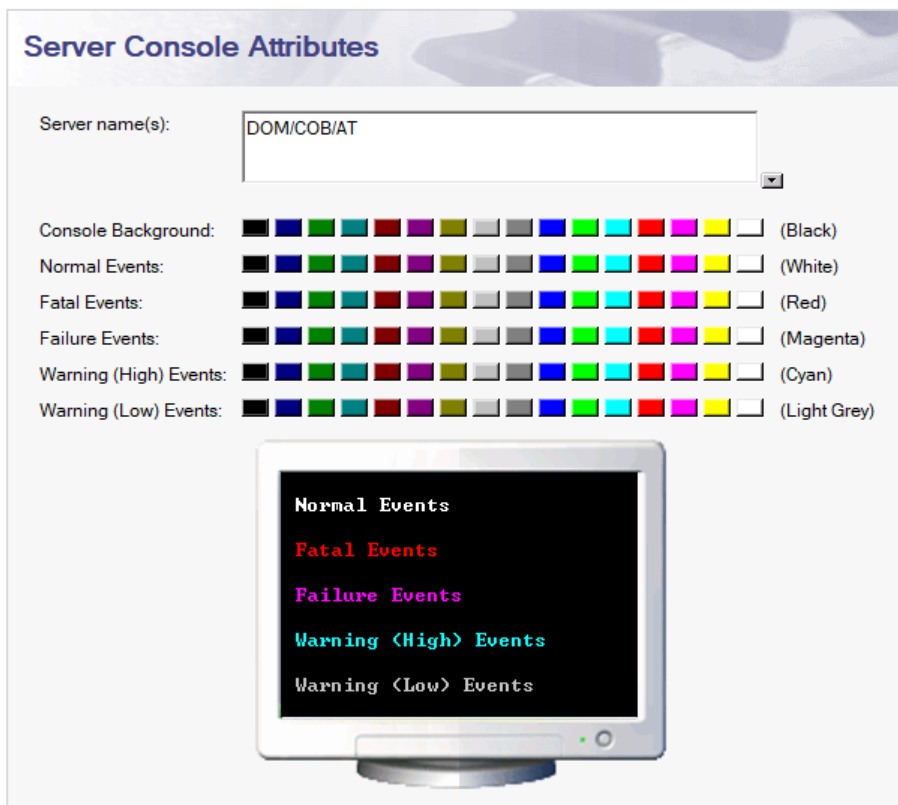 Server Console Attributes
Server name(s): DOM/COB/AT
Console Background: (Black)
Normal Events: (White)
Fatal Events: (Red)
Failure Events: (Magenta)
Warning (High) Events: (Cyan)
Warning (Low) Events: (Light Grey)
Normal Events
Fatal Events
Failure Events
Warning (High) Events
Warning (Low) Events